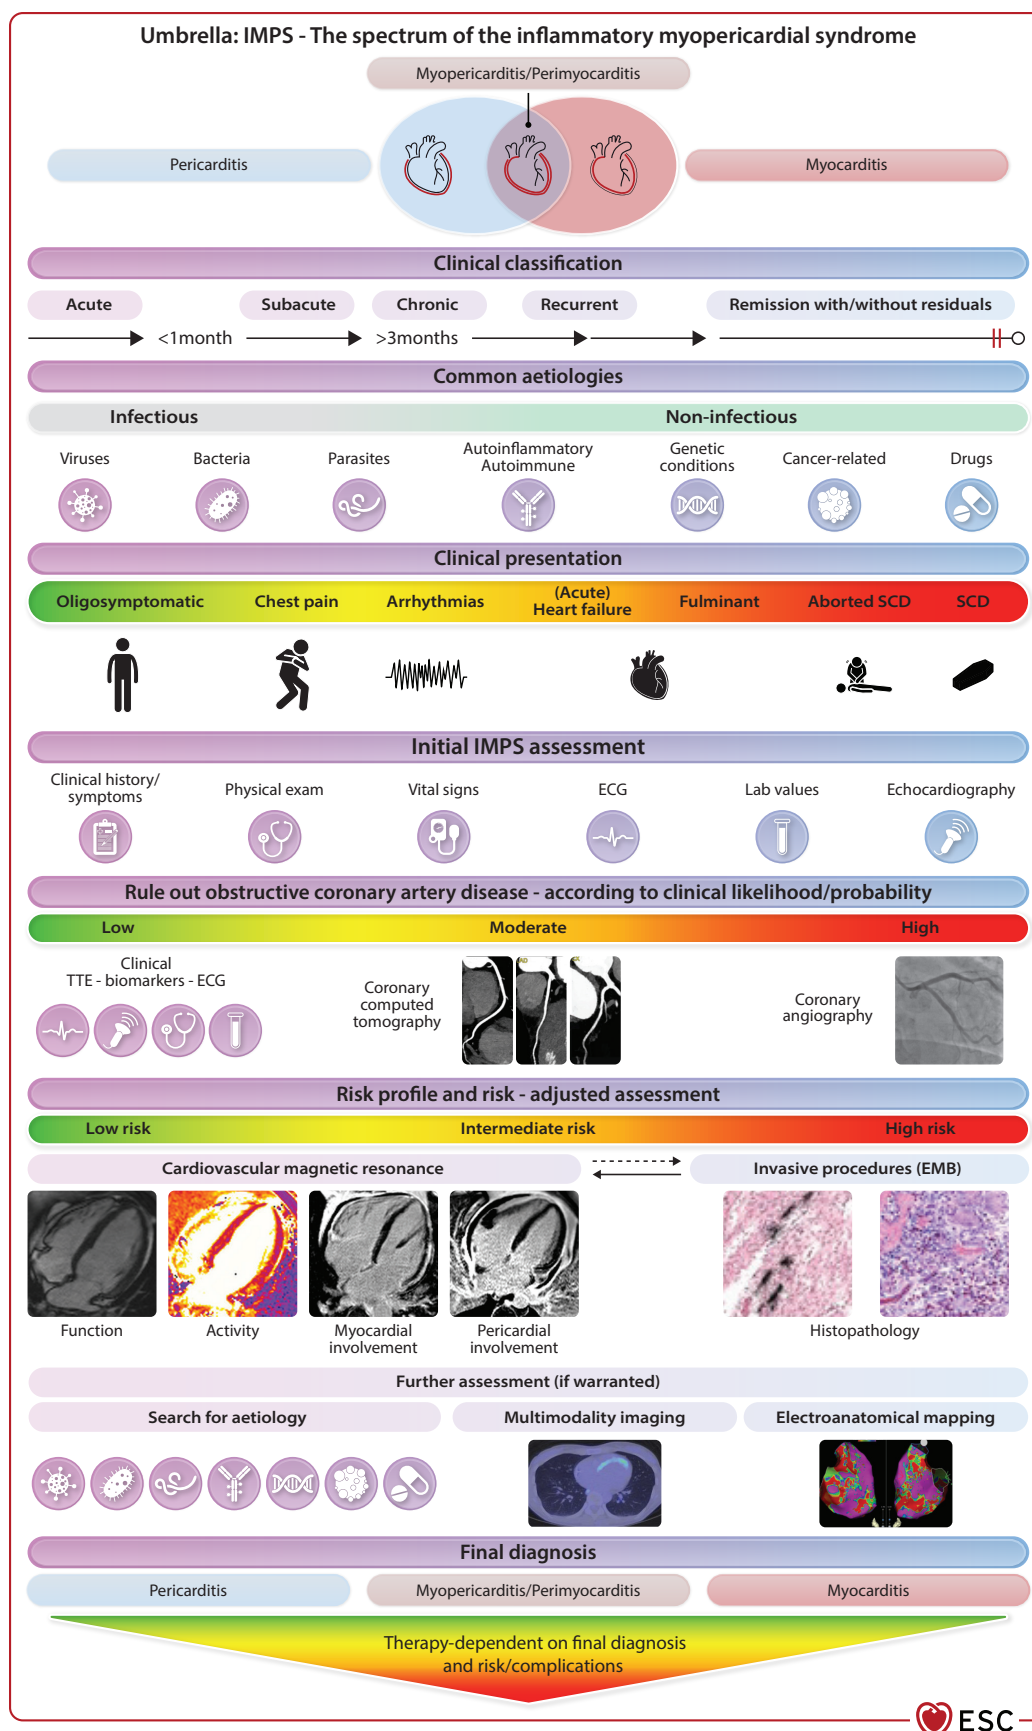 Umbrella: IMPS - The spectrum of the inflammatory myopericardial syndrome
Myopericarditis/Perimyocarditis
Pericarditis
Myocarditis
Clinical classification
Acute
Subacute
Chronic
Recurrent
Remission with/without residuals
<1month
>3months
Common aetiologies
Infectious
Non-infectious
Viruses
Bacteria
Parasites
Autoinflammatory
Autoimmune
Genetic
conditions
Cancer-related
Drugs
Clinical presentation
Oligosymptomatic
Chest pain
Arrhythmias
(Acute)
Heart failure
Fulminant
Aborted SCD
SCD
Initial IMPS assessment
Clinical history/
symptoms
Physical exam
Vital signs
ECG
Lab values
Echocardiography
Rule out obstructive coronary artery disease - according to clinical likelihood/probability
Low
Moderate
High
Clinical
TTE - biomarkers - ECG
Coronary
computed
tomography
Coronary
angiography
Risk profile and risk - adjusted assessment
Low risk
Intermediate risk
High risk
Cardiovascular magnetic resonance
Invasive procedures (EMB)
Function
Activity
Myocardial
involvement
Pericardial
involvement
Histopathology
Further assessment (if warranted)
Search for aetiology
Multimodality imaging
Electroanatomical mapping
Final diagnosis
Pericarditis
Myopericarditis/Perimyocarditis
Myocarditis
Therapy-dependent on final diagnosis
and risk/complications
ESC